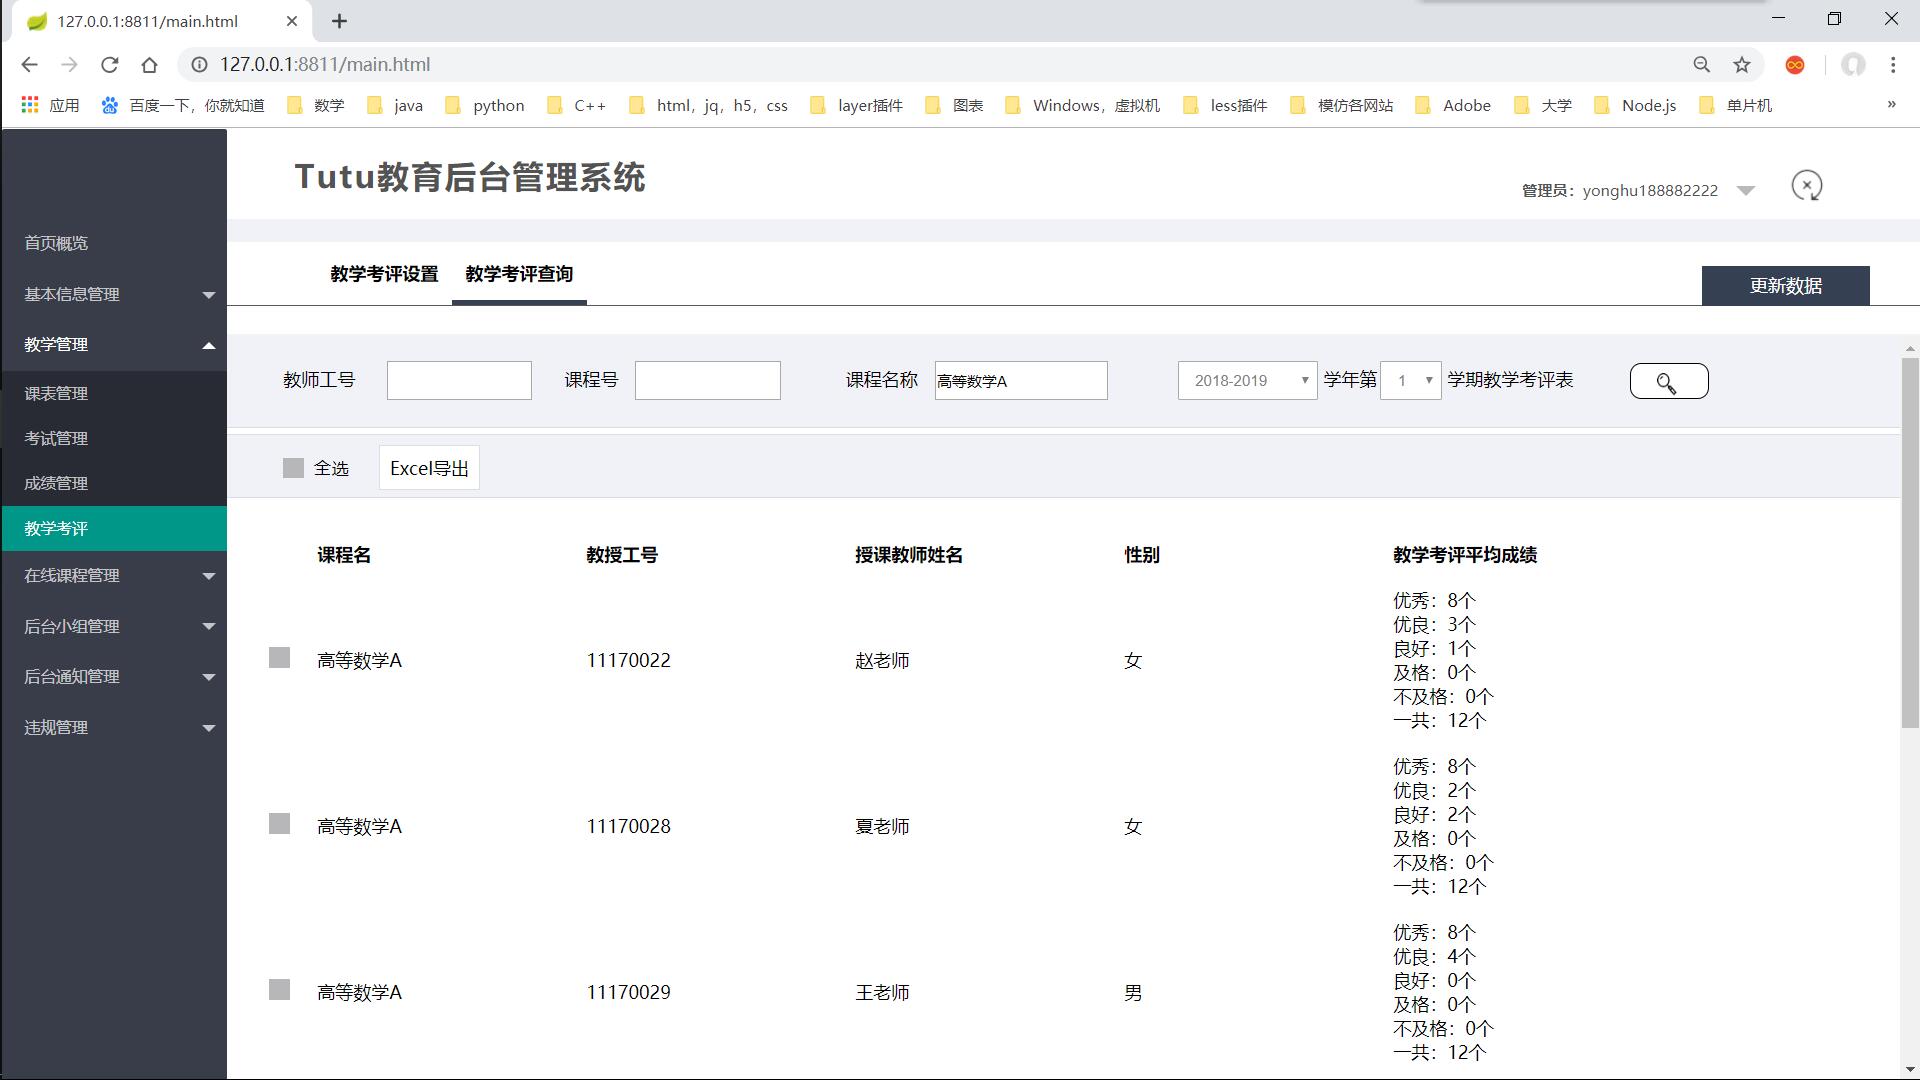 127.0.0.1:8811/main.html
127.0.0.1:8811/main.html
应用 百度一下，你就知道 数学 java python C++ html，jq，h5，css layer插件 图表 Windows，虚拟机 less插件 模仿各网站 Adobe 大学 Node.js 单片机 »
Tutu教育后台管理系统
管理员：yonghu188882222
首页概览
基本信息管理
教学管理
课表管理
考试管理
成绩管理
教学考评
在线课程管理
后台小组管理
后台通知管理
违规管理
教学考评设置 教学考评查询 更新数据
教师工号 课程号 课程名称 高等数学A 2018-2019 学年第 1 学期教学考评表
全选 Excel导出
课程名 教授工号 授课教师姓名 性别 教学考评平均成绩
高等数学A 11170022 赵老师 女
优秀：8个
优良：3个
良好：1个
及格：0个
不及格：0个
一共：12个
高等数学A 11170028 夏老师 女
优秀：8个
优良：2个
良好：2个
及格：0个
不及格：0个
一共：12个
高等数学A 11170029 王老师 男
优秀：8个
优良：4个
良好：0个
及格：0个
不及格：0个
一共：12个